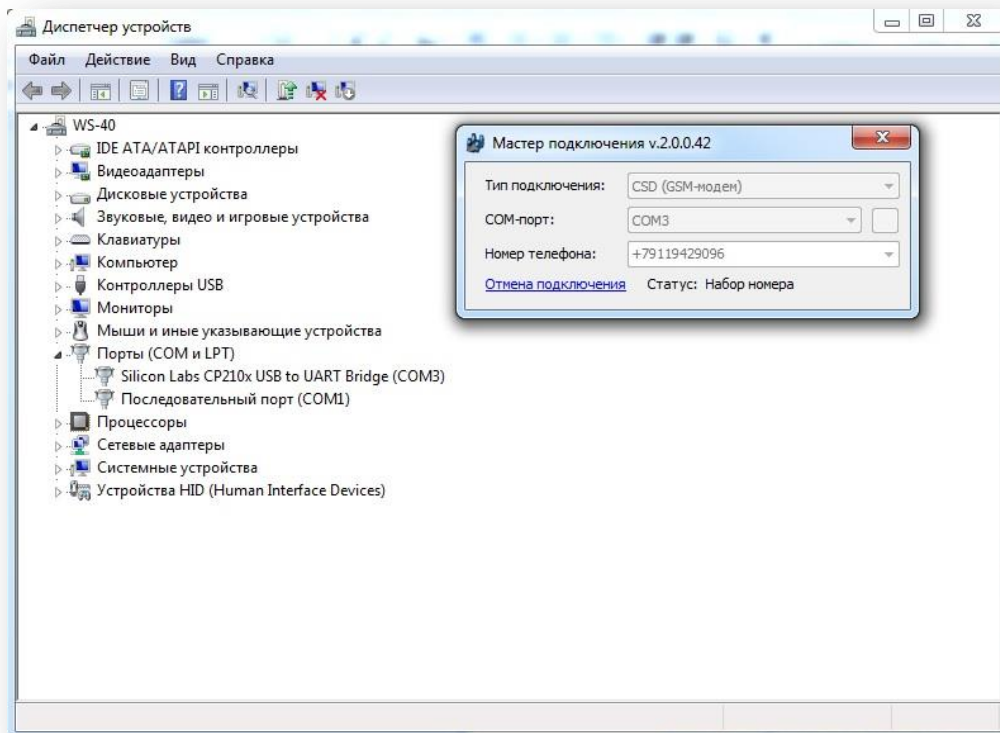 Диспетчер устройств
Файл Действие Вид Справка
WS-40
IDE ATA/ATAPI контроллеры
Видеоадаптеры
Дисковые устройства
Звуковые, видео и игровые устройства
Клавиатуры
Компьютер
Контроллеры USB
Мониторы
Мыши и иные указывающие устройства
Порты (COM и LPT)
Silicon Labs CP210x USB to UART Bridge (COM3)
Последовательный порт (COM1)
Процессоры
Сетевые адаптеры
Системные устройства
Устройства HID (Human Interface Devices)
Мастер подключения v.2.0.0.42
Тип подключения: CSD (GSM-модем)
COM-порт: COM3
Номер телефона: +79119429096
Отмена подключения Статус: Набор номера